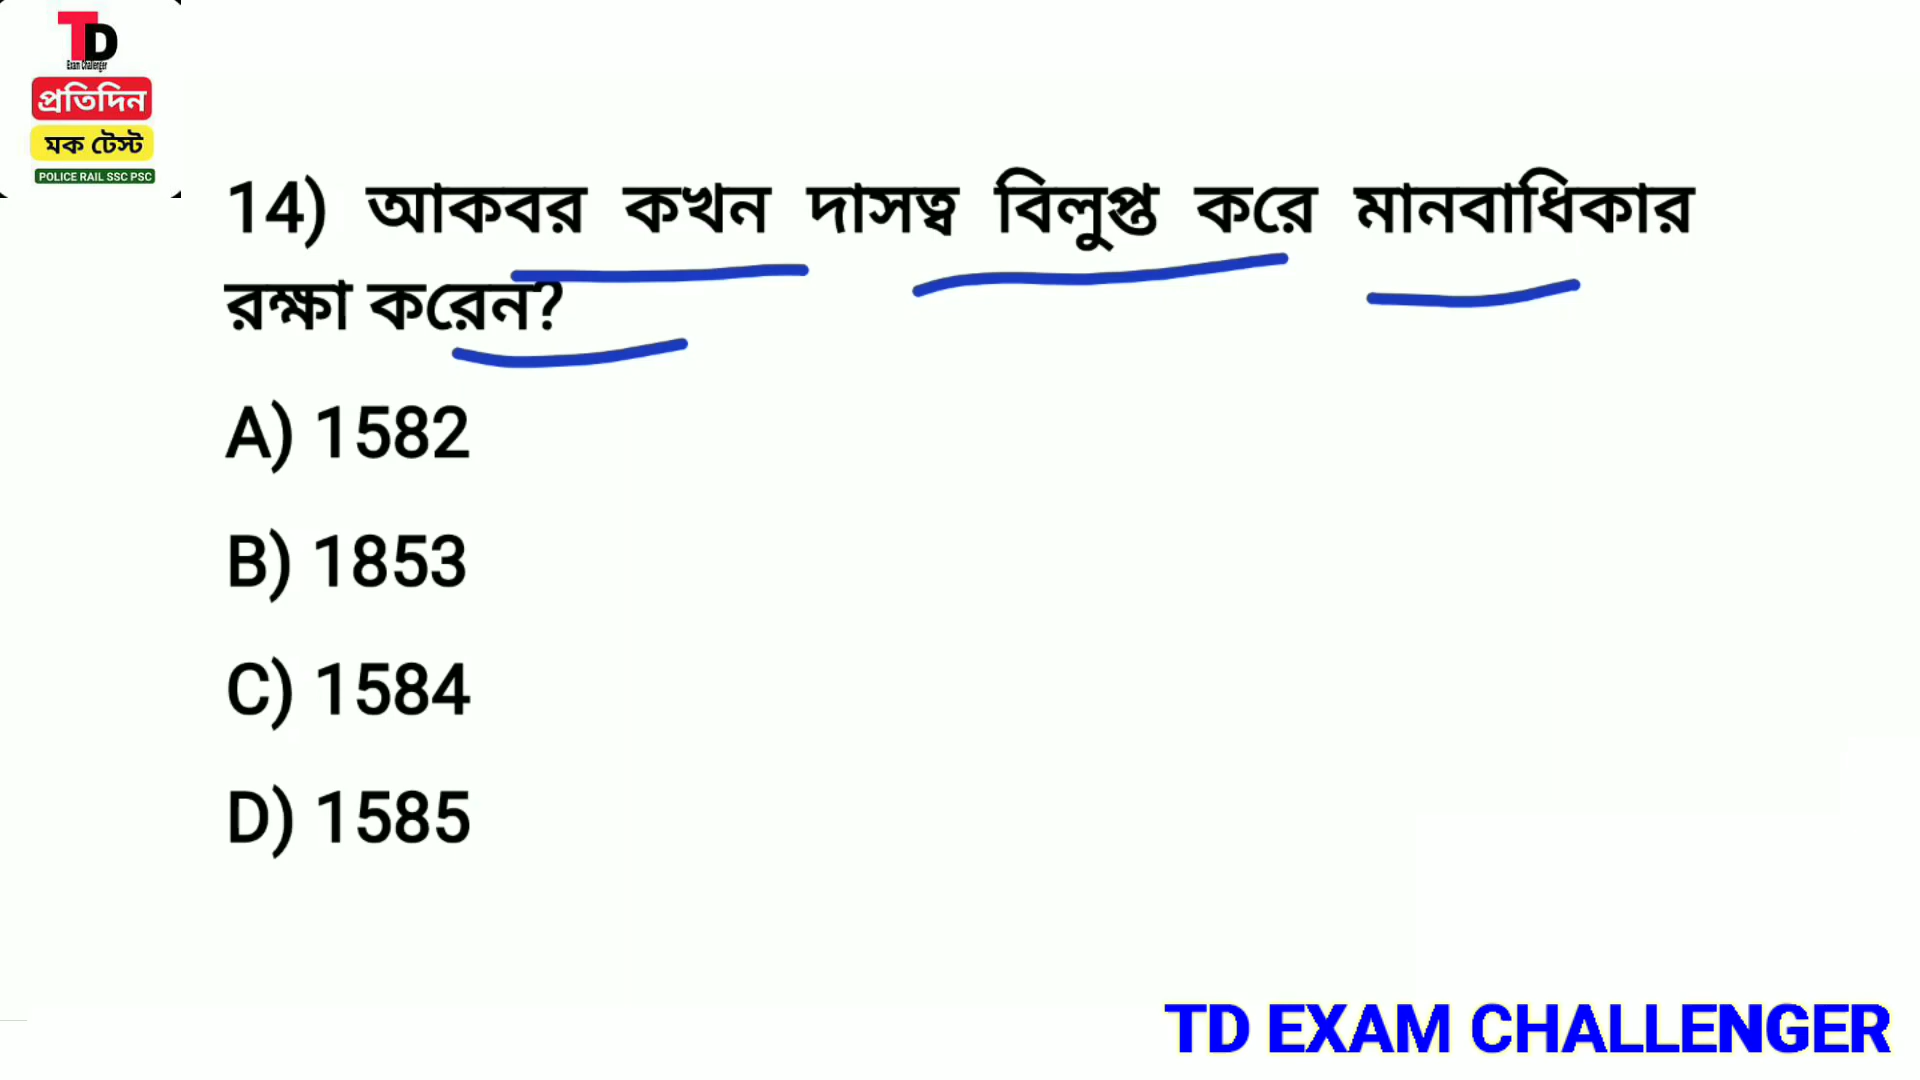 TD
Exam Challenger
প্রতিদিন
মক টেস্ট
POLICE RAIL SSC PSC
14) আকবর কখন দাসত্ব বিলুপ্ত করে মানবাধিকার
রক্ষা করেন?
A) 1582
B) 1853
C) 1584
D) 1585
TD EXAM CHALLENGER